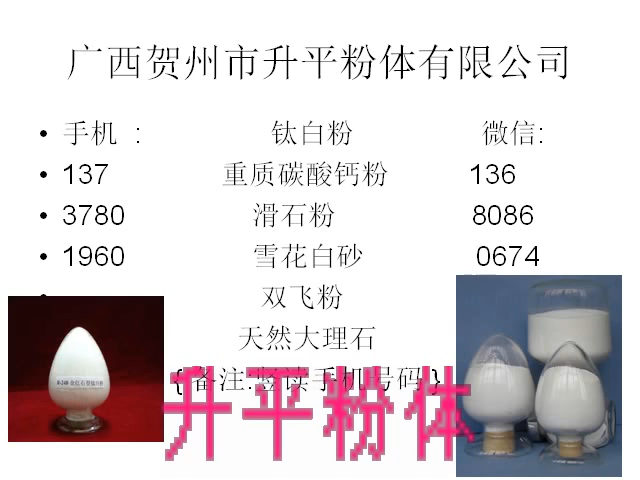 广西贺州市升平粉体有限公司
• 手机 : 钛白粉 微信:
• 137 重质碳酸钙粉 136
• 3780 滑石粉 8086
• 1960 雪花白砂 0674
• 双飞粉
天然大理石
{ 备注:竖读手机号码 }
升平粉体